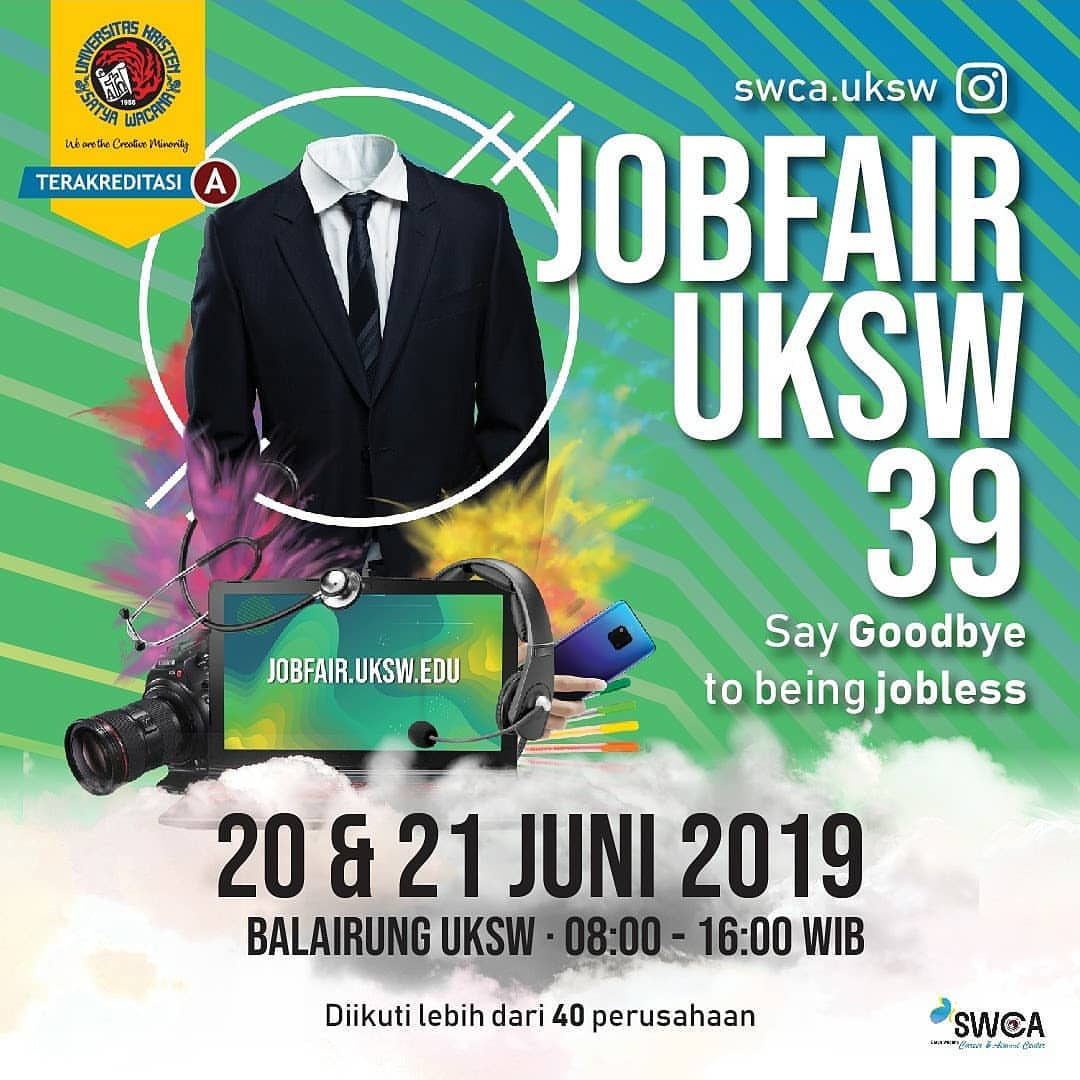 UNIVERSITAS KRISTEN
SATYA WACANA
1956
We are the Creative Minority
TERAKREDITASI A
swca.uksw
JOBFAIR
UKSW
39
Say Goodbye
to being jobless
JOBFAIR.UKSW.EDU
20 & 21 JUNI 2019
BALAIRUNG UKSW · 08:00 - 16:00 WIB
Diikuti lebih dari 40 perusahaan
SWCA
Satya Wacana Career & Alumni Center